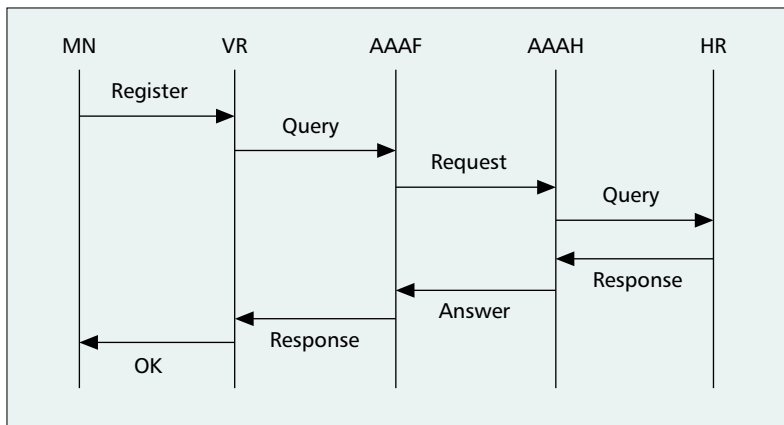 MN VR AAAF AAAH HR
Register
Query
Request
Query
Response
Answer
Response
OK